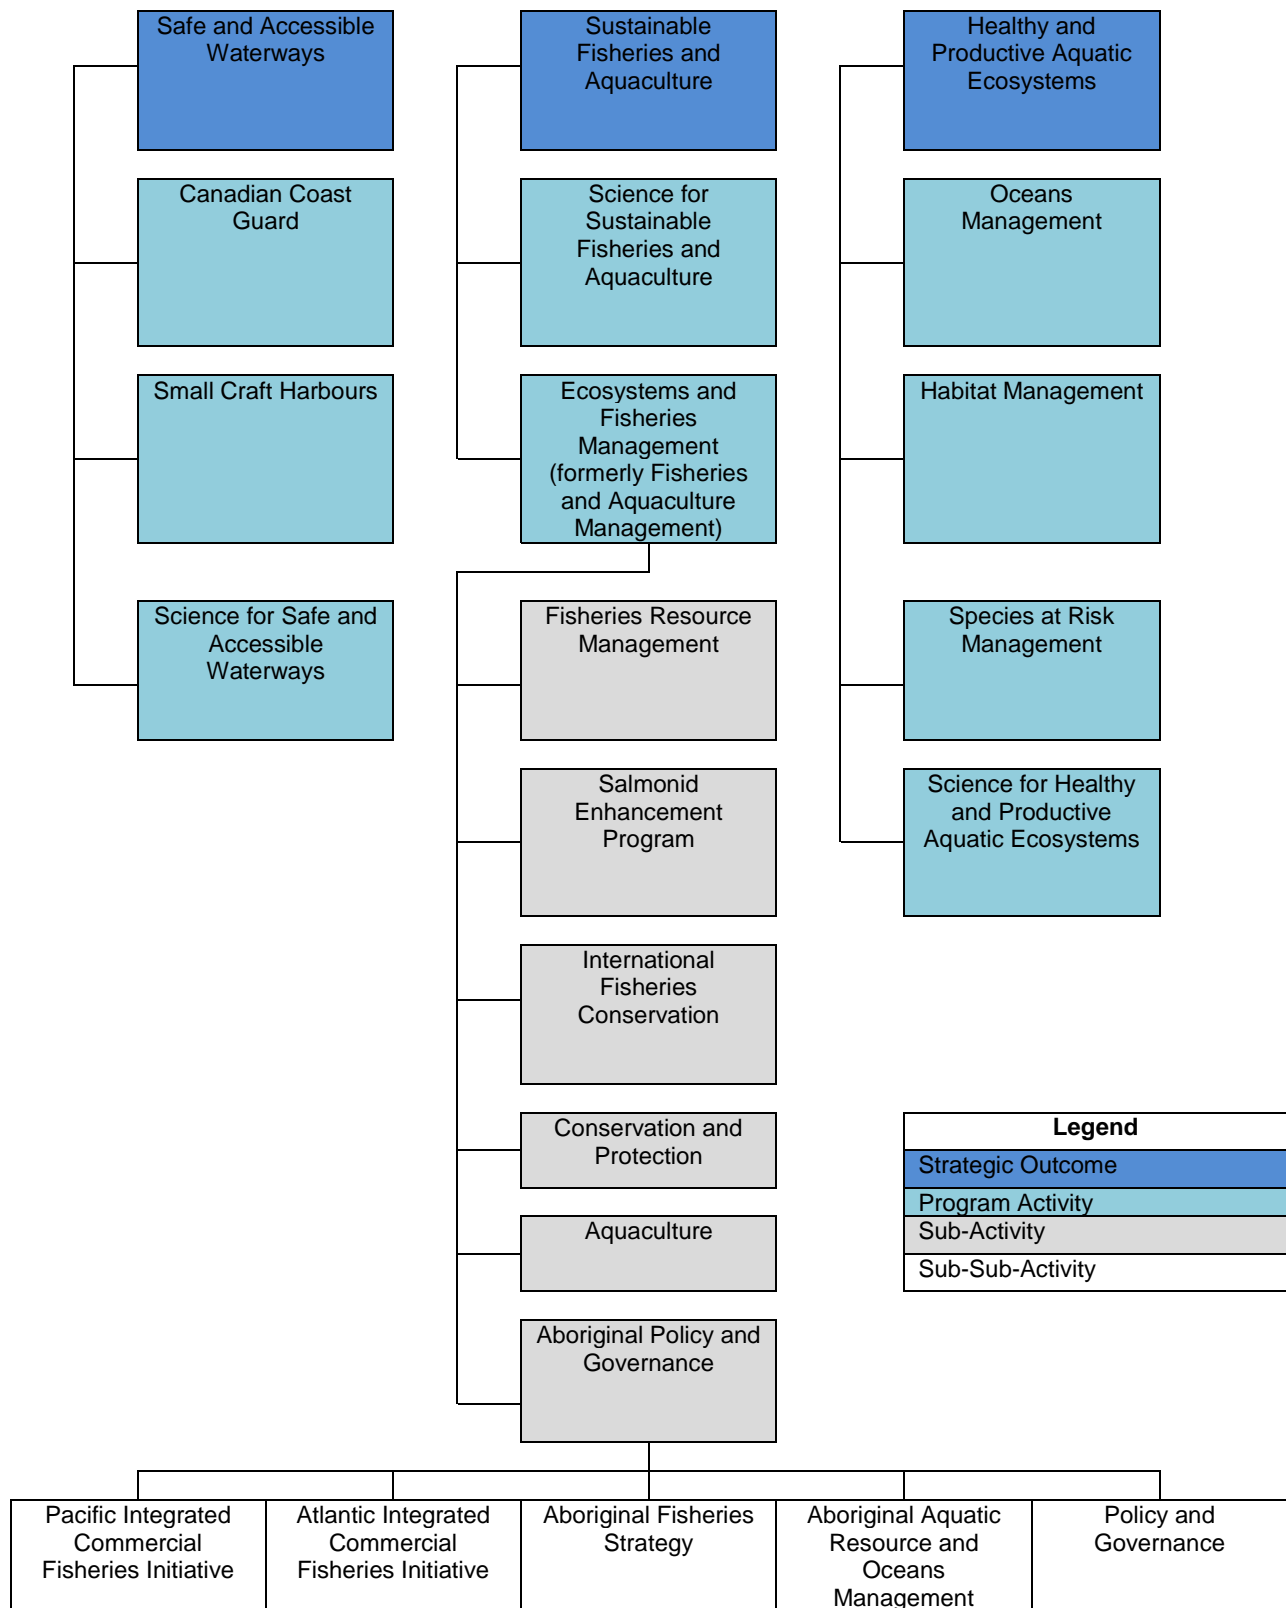 Safe and Accessible
Waterways
Sustainable
Fisheries and
Aquaculture
Healthy and
Productive Aquatic
Ecosystems
Canadian Coast
Guard
Science for
Sustainable
Fisheries and
Aquaculture
Oceans
Management
Small Craft Harbours
Ecosystems and
Fisheries
Management
(formerly Fisheries
and Aquaculture
Management)
Habitat Management
Science for Safe and
Accessible
Waterways
Fisheries Resource
Management
Species at Risk
Management
Salmonid
Enhancement
Program
Science for Healthy
and Productive
Aquatic Ecosystems
International
Fisheries
Conservation
Conservation and
Protection
Aquaculture
Aboriginal Policy and
Governance
Legend
Strategic Outcome
Program Activity
Sub-Activity
Sub-Sub-Activity
Pacific Integrated
Commercial
Fisheries Initiative
Atlantic Integrated
Commercial
Fisheries Initiative
Aboriginal Fisheries
Strategy
Aboriginal Aquatic
Resource and
Oceans
Management
Policy and
Governance